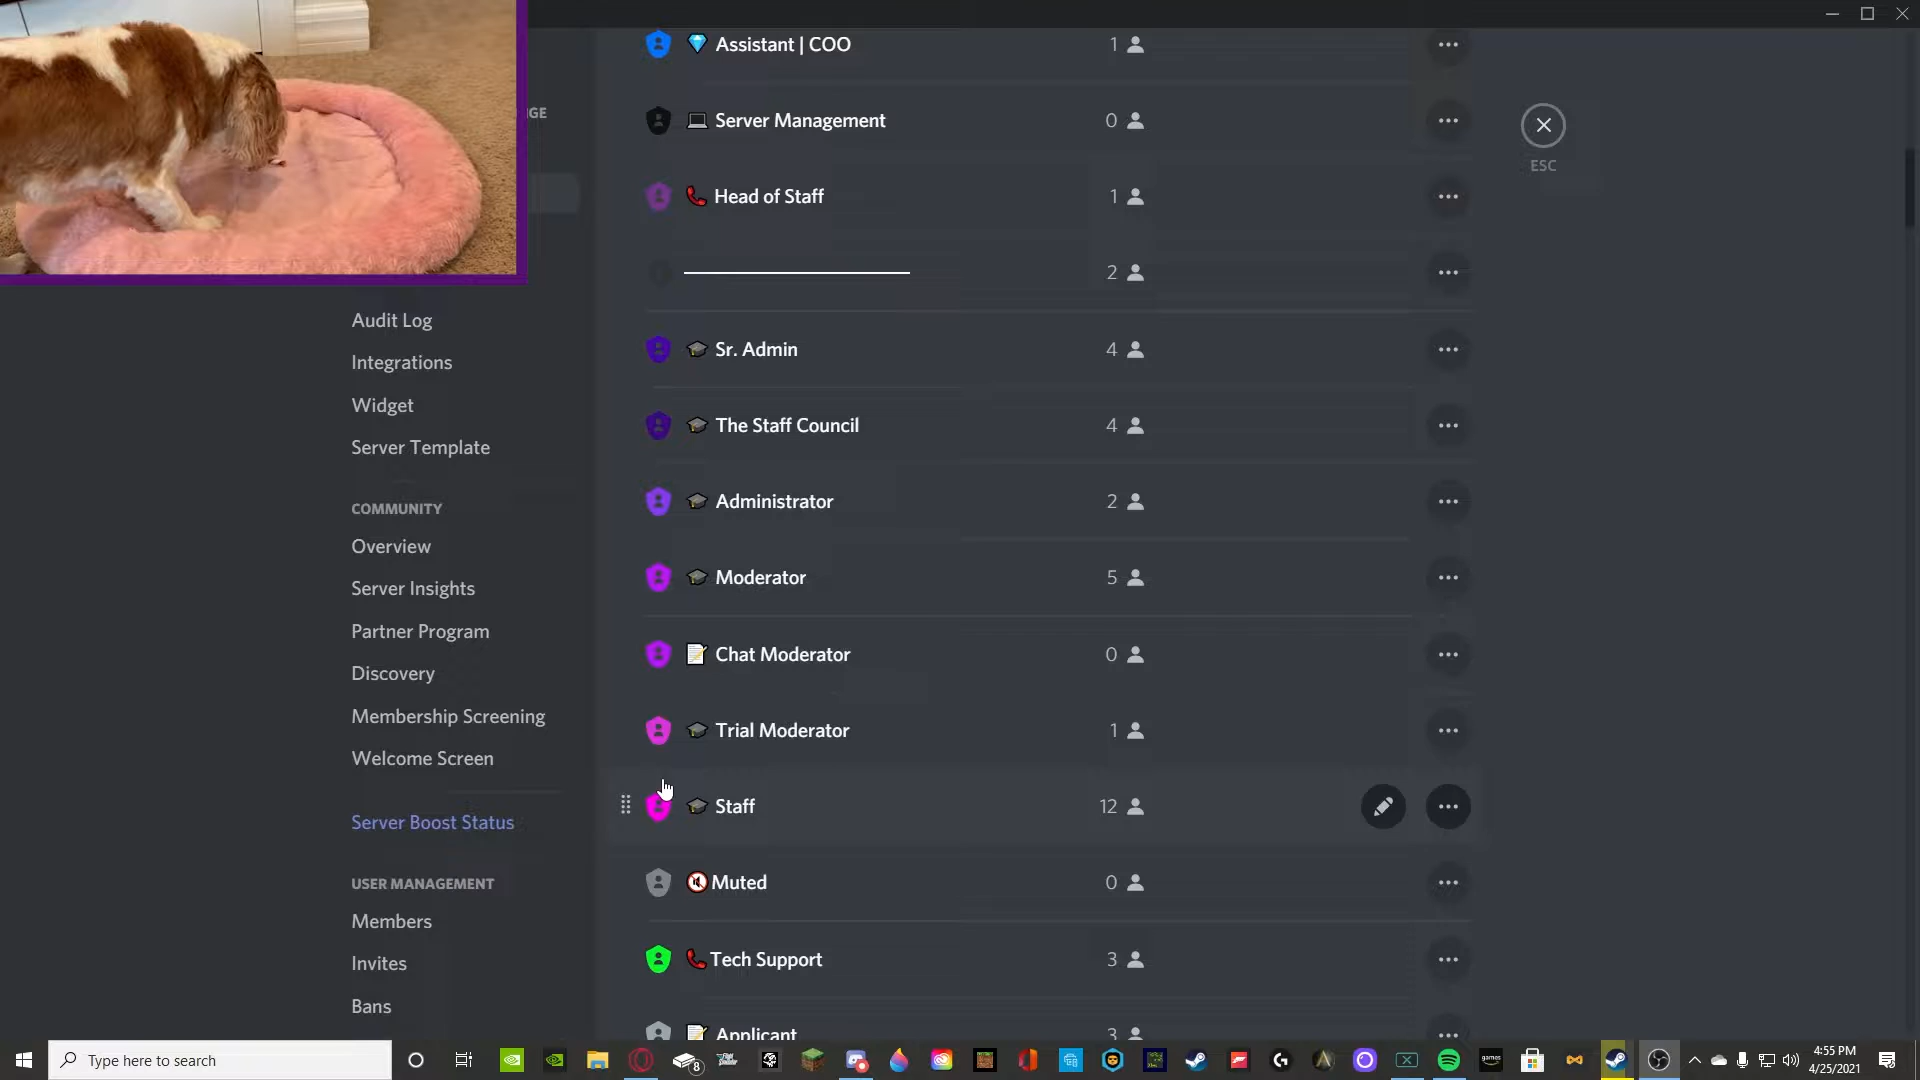 Assistant | COO 1
GE
Server Management 0
Head of Staff 1
ESC
2
Audit Log
Sr. Admin 4
Integrations
Widget
The Staff Council 4
Server Template
Administrator 2
COMMUNITY
Overview
Moderator 5
Server Insights
Partner Program
Chat Moderator 0
Discovery
Membership Screening
Trial Moderator 1
Welcome Screen
Staff 12
Server Boost Status
Muted 0
USER MANAGEMENT
Members
Tech Support 3
Invites
Bans
Applicant 3
Type here to search
8
games
4:55 PM
4/25/2021